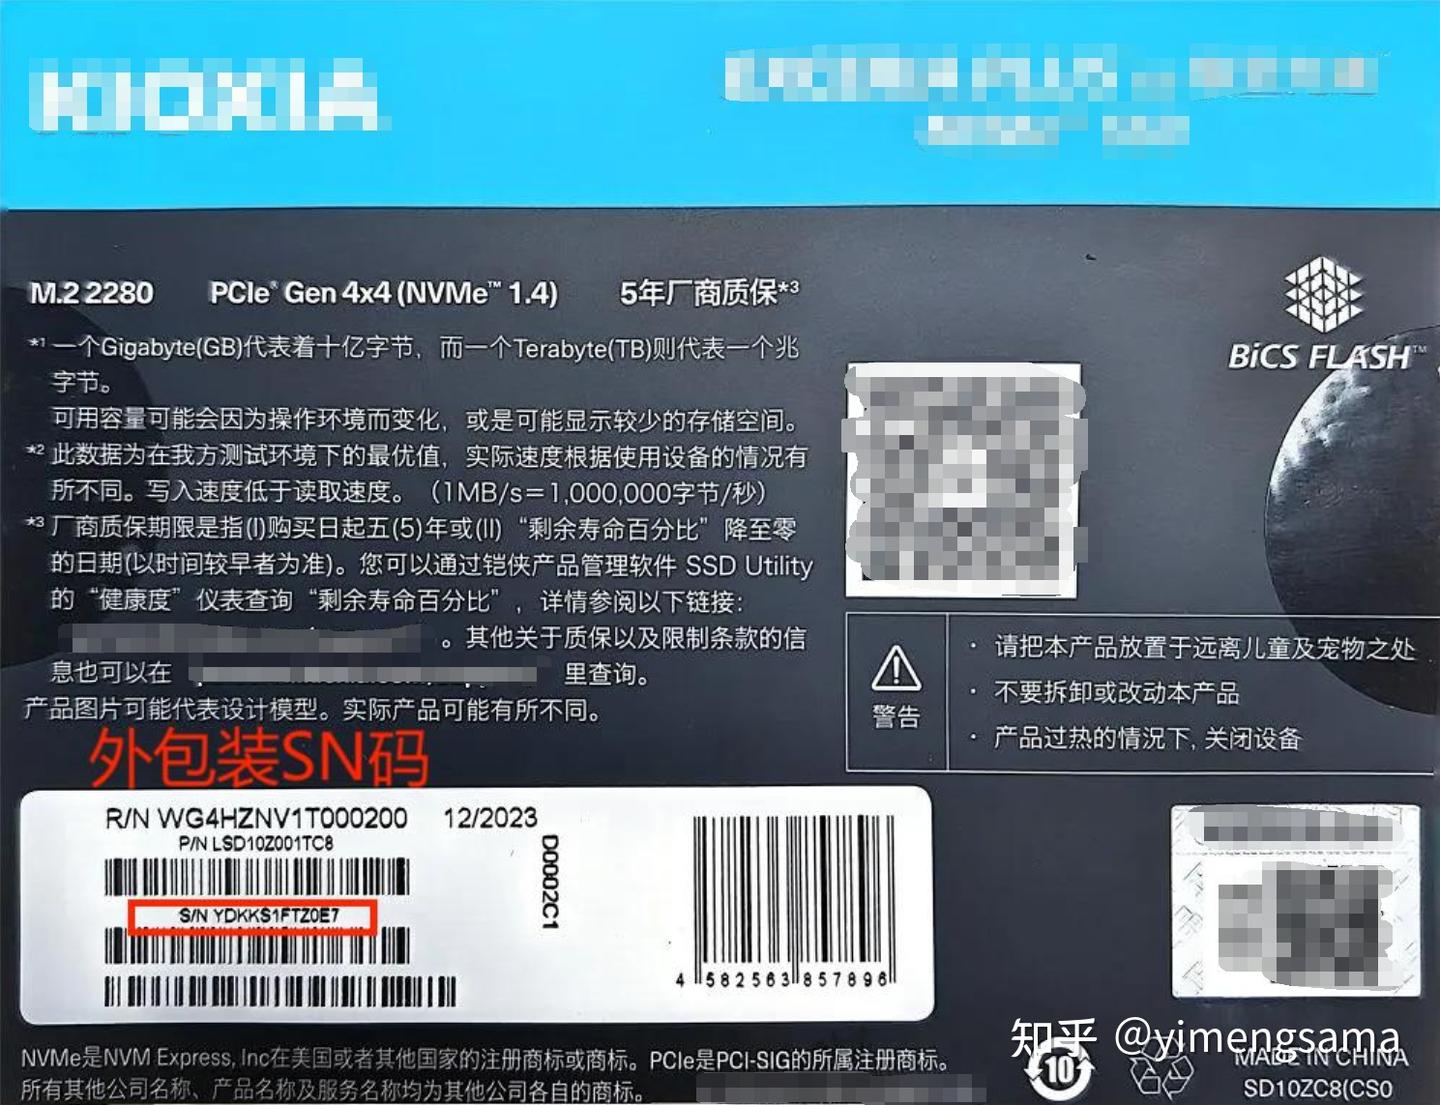 KIOXIA
M.2 2280 PCIe® Gen 4x4 (NVMe™ 1.4) 5年厂商质保*3
*1 一个Gigabyte(GB)代表着十亿字节，而一个Terabyte(TB)则代表一个兆
字节。
可用容量可能会因为操作环境而变化，或是可能显示较少的存储空间。
*2 此数据为在我方测试环境下的最优值，实际速度根据使用设备的情况有
所不同。写入速度低于读取速度。（1MB/s=1,000,000字节/秒）
*3 厂商质保期限是指(I)购买日起五(5)年或(II)“剩余寿命百分比”降至零
的日期(以时间较早者为准)。您可以通过铠侠产品管理软件 SSD Utility
的“健康度”仪表查询“剩余寿命百分比”，详情参阅以下链接：
。其他关于质保以及限制条款的信
息也可以在 里查询。
产品图片可能代表设计模型。实际产品可能有所不同。
BiCS FLASH™
警告
· 请把本产品放置于远离儿童及宠物之处
· 不要拆卸或改动本产品
· 产品过热的情況下, 关闭设备
外包装SN码
R/N WG4HZNV1T000200 12/2023
P/N LSD10Z001TC8
S/N YDKKS1FTZ0E7
D0002C1
4 582563 857896
NVMe是NVM Express, Inc在美国或者其他国家的注册商标或商标。PCIe是PCI-SIG的所属注册商标。
所有其他公司名称、产品名称及服务名称均为其他公司各自的商标。
10
知乎 @yimengsama
MADE IN CHINA
SD10ZC8(CS0